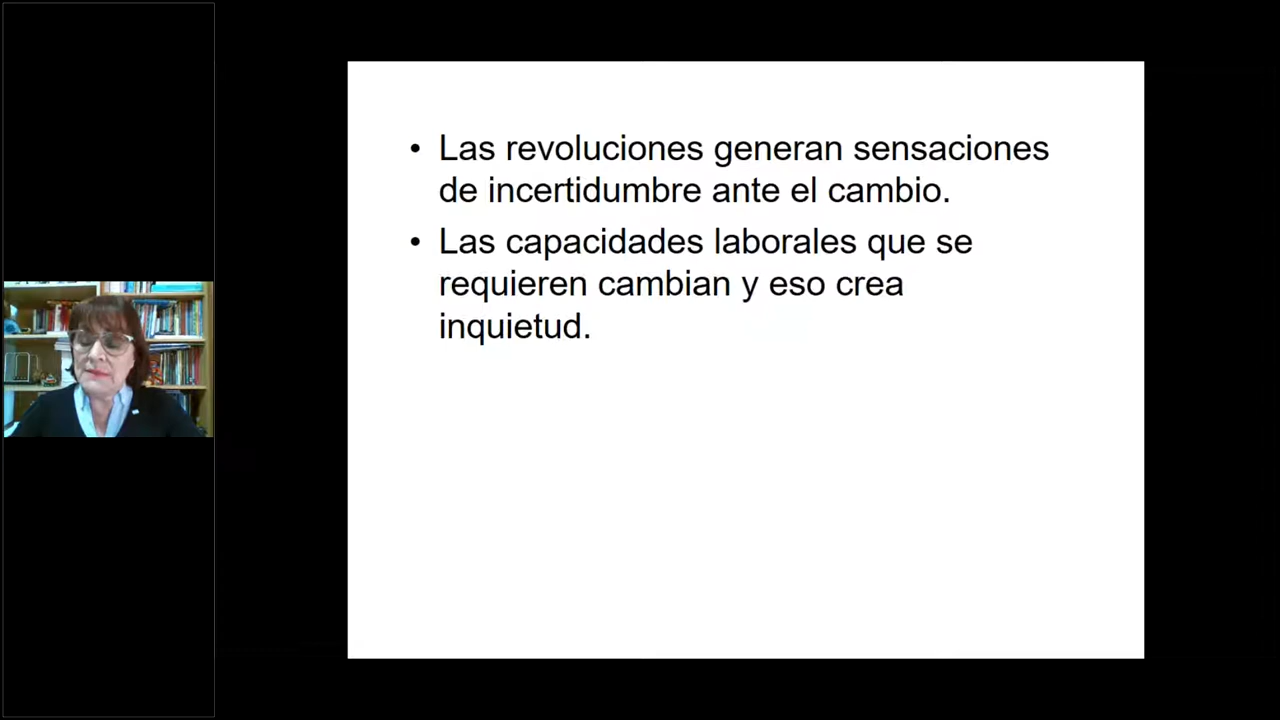 • Las revoluciones generan sensaciones
de incertidumbre ante el cambio.
• Las capacidades laborales que se
requieren cambian y eso crea
inquietud.